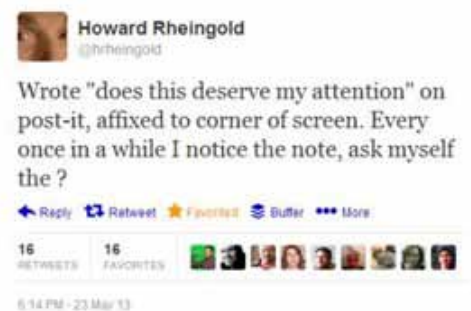 Howard Rheingold
@hrheingold
Wrote "does this deserve my attention" on
post-it, affixed to corner of screen. Every
once in a while I notice the note, ask myself
the ?
Reply Retweet Favorited Buffer More
16 16
RETWEETS FAVORITES
6:14 PM - 23 May 13